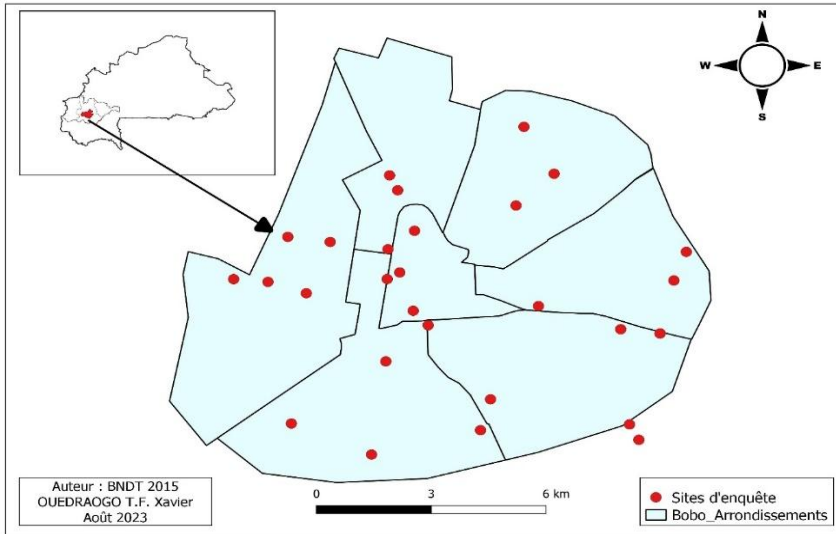 N
W E
S
Auteur : BNDT 2015
OUEDRAOGO T.F. Xavier
Août 2023
0 3 6 km
Sites d'enquête
Bobo_Arrondissements